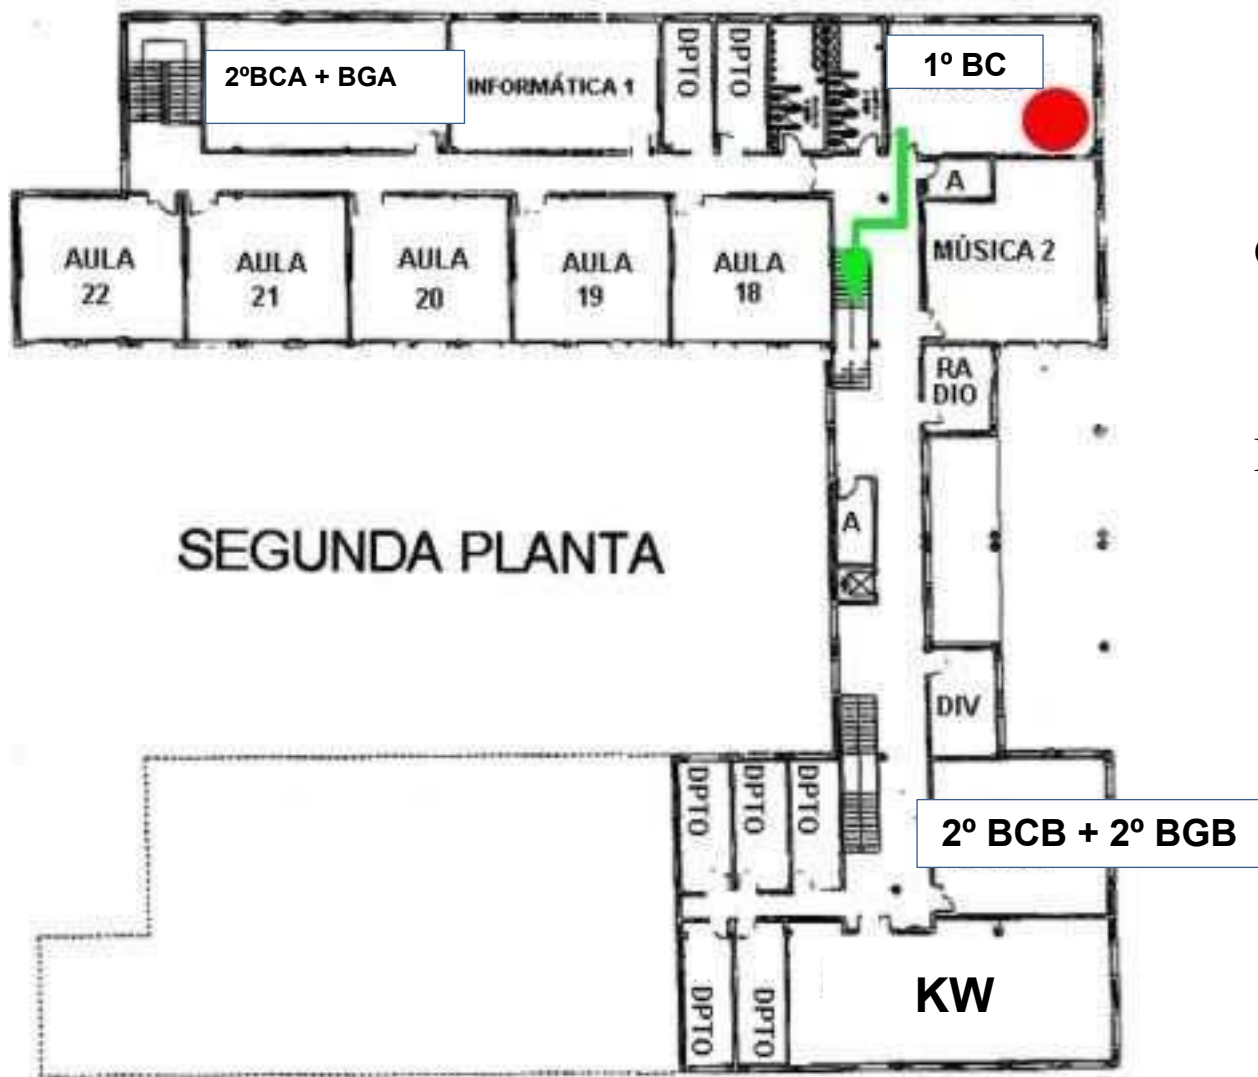 DPTO
DPTO
1º BC
2ºBCA + BGA
INFORMÁTICA 1
A
MÚSICA 2
AULA
22
AULA
21
AULA
20
AULA
19
AULA
18
RA
DIO
A
SEGUNDA PLANTA
DIV
DPTO
DPTO
DPTO
2º BCB + 2º BGB
KW
DPTO
DPTO